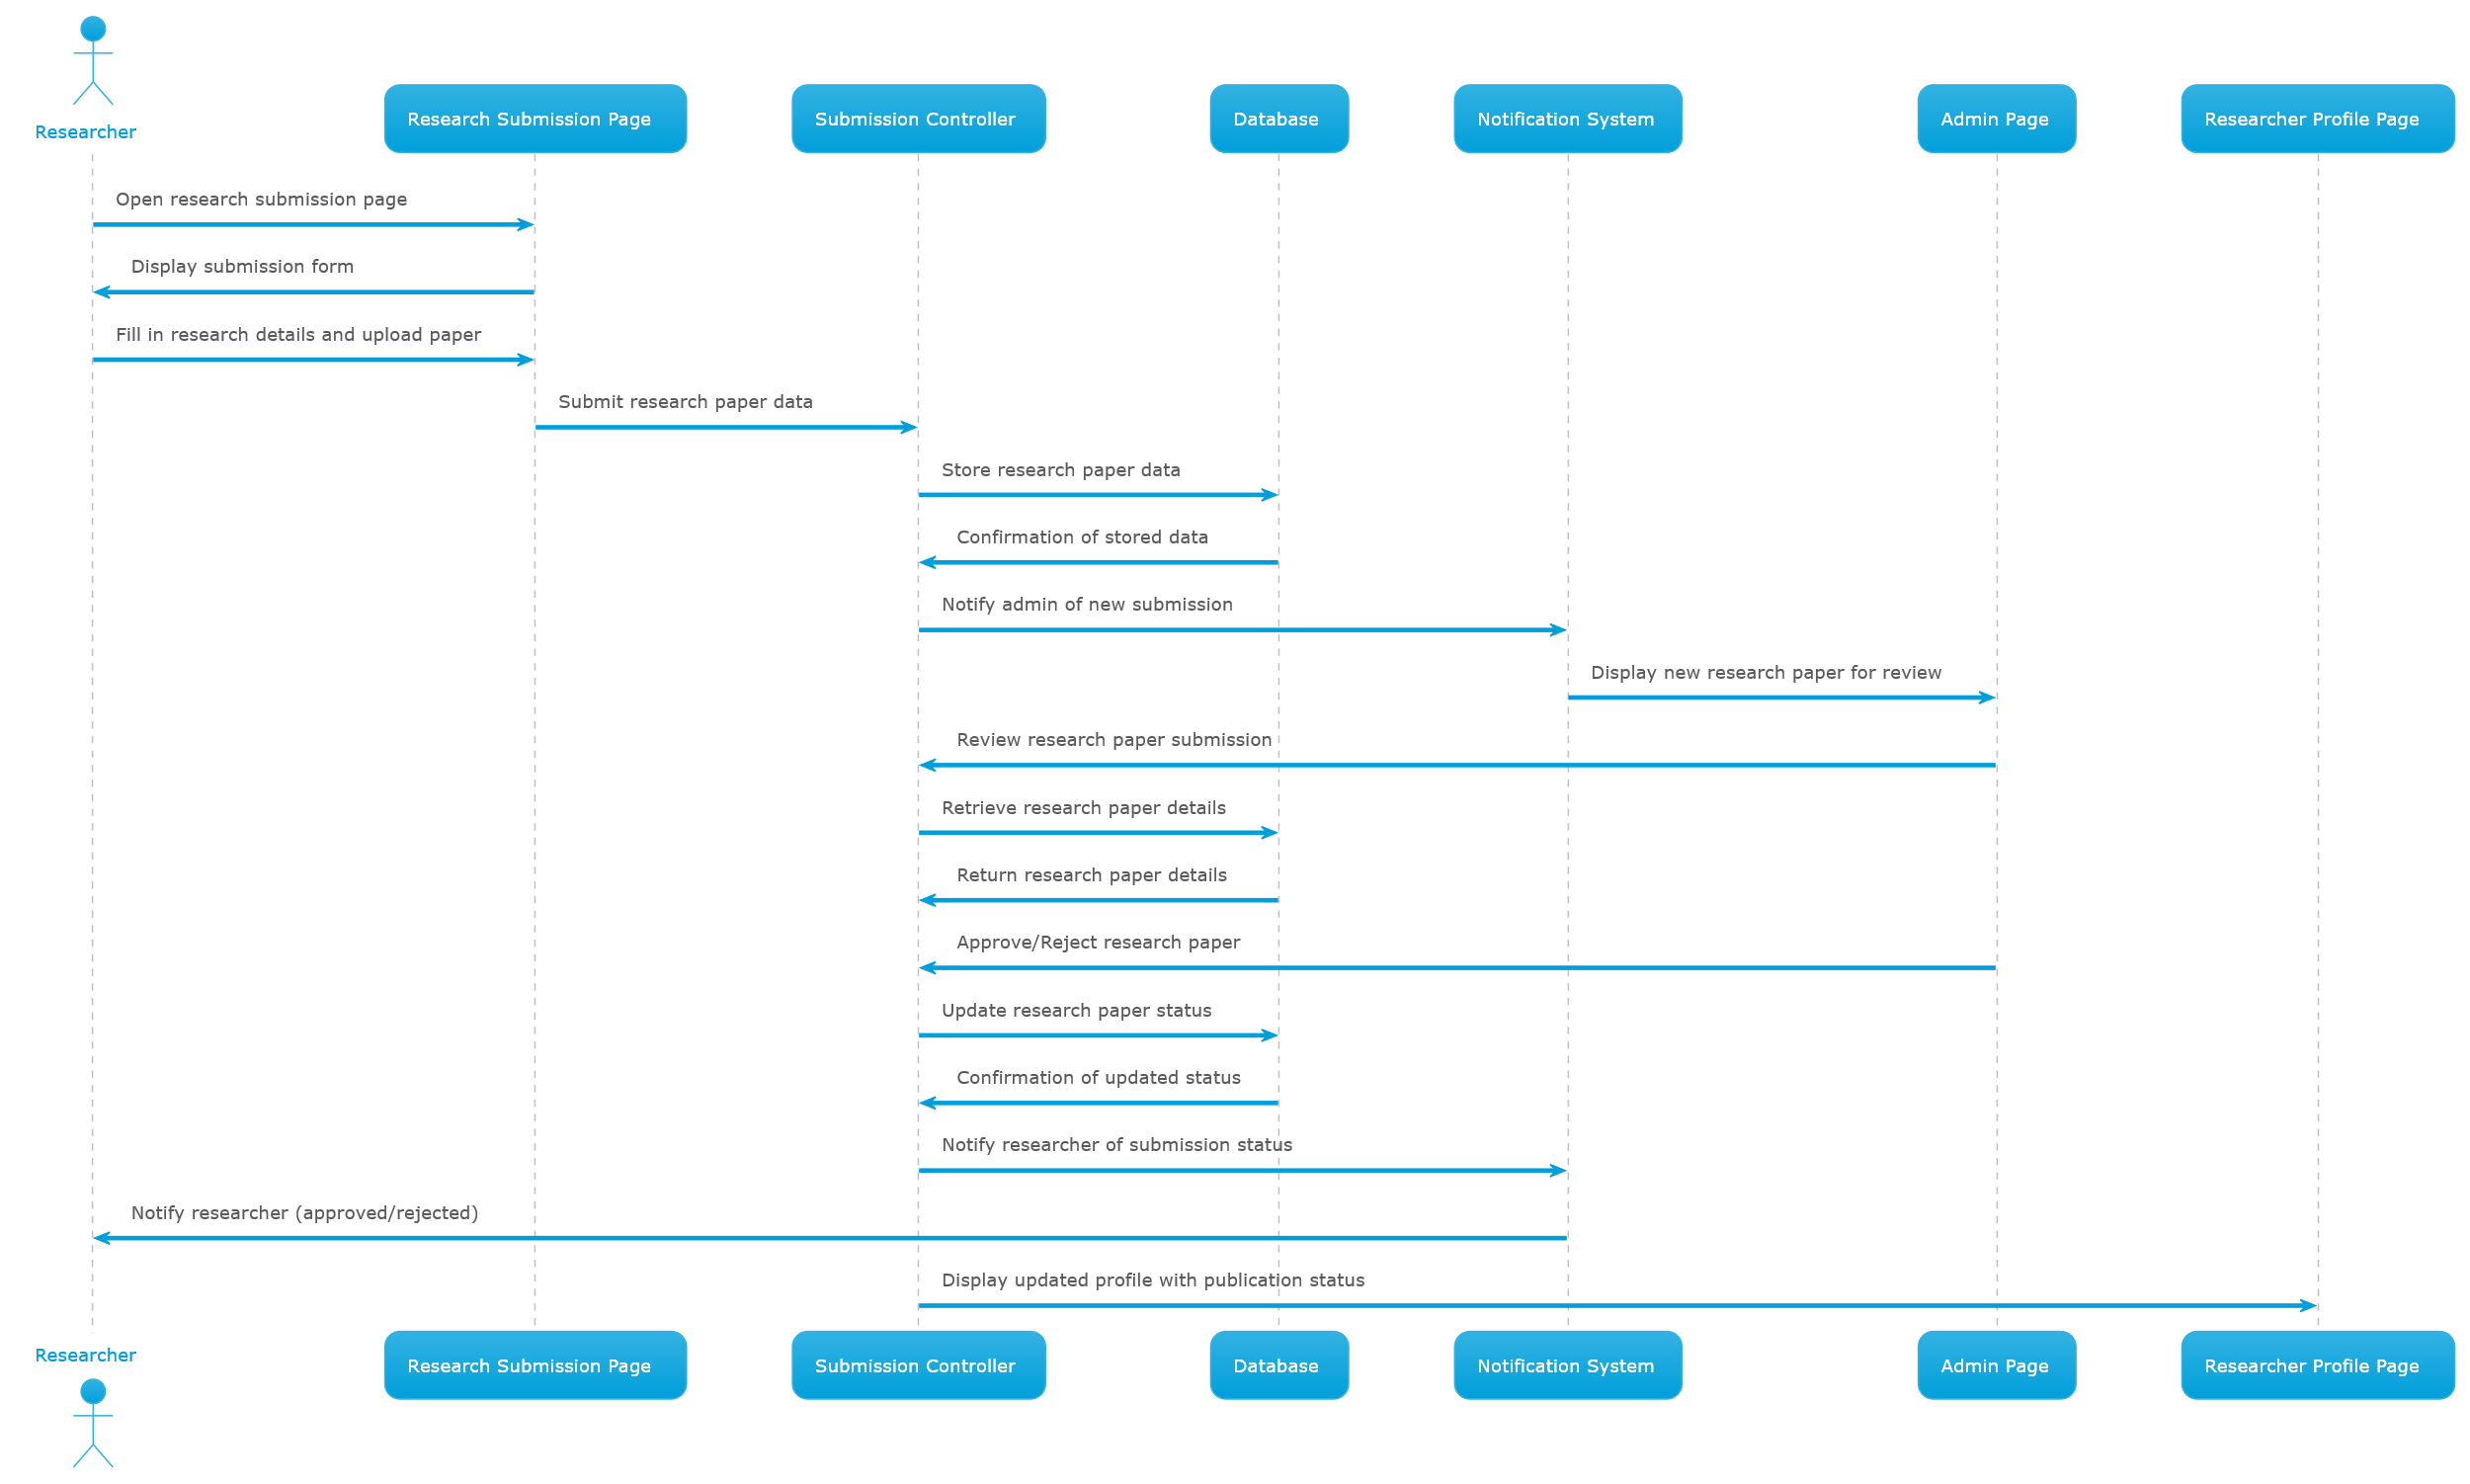 Researcher
Research Submission Page
Submission Controller
Database
Notification System
Admin Page
Researcher Profile Page
Open research submission page
Display submission form
Fill in research details and upload paper
Submit research paper data
Store research paper data
Confirmation of stored data
Notify admin of new submission
Display new research paper for review
Review research paper submission
Retrieve research paper details
Return research paper details
Approve/Reject research paper
Update research paper status
Confirmation of updated status
Notify researcher of submission status
Notify researcher (approved/rejected)
Display updated profile with publication status
Researcher
Research Submission Page
Submission Controller
Database
Notification System
Admin Page
Researcher Profile Page